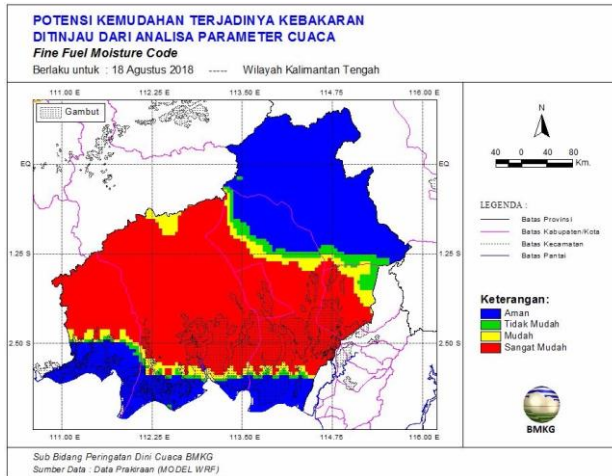 POTENSI KEMUDAHAN TERJADINYA KEBAKARAN
DITINJAU DARI ANALISA PARAMETER CUACA
Fine Fuel Moisture Code
Berlaku untuk : 18 Agustus 2018 ----- Wilayah Kalimantan Tengah
111.00 E 112.25 E 113.50 E 114.75 E 116.00 E
Gambut
EQ EQ
1.25 S 1.25 S
2.50 S 2.50 S
111.00 E 112.25 E 113.50 E 114.75 E 116.00 E
N
40 0 40 80
Km.
LEGENDA :
Batas Provinsi
Batas Kabupaten/Kota
Batas Kecamatan
Batas Pantai
Keterangan:
Aman
Tidak Mudah
Mudah
Sangat Mudah
BMKG
Sub Bidang Peringatan Dini Cuaca BMKG
Sumber Data : Data Prakiraan (MODEL WRF)